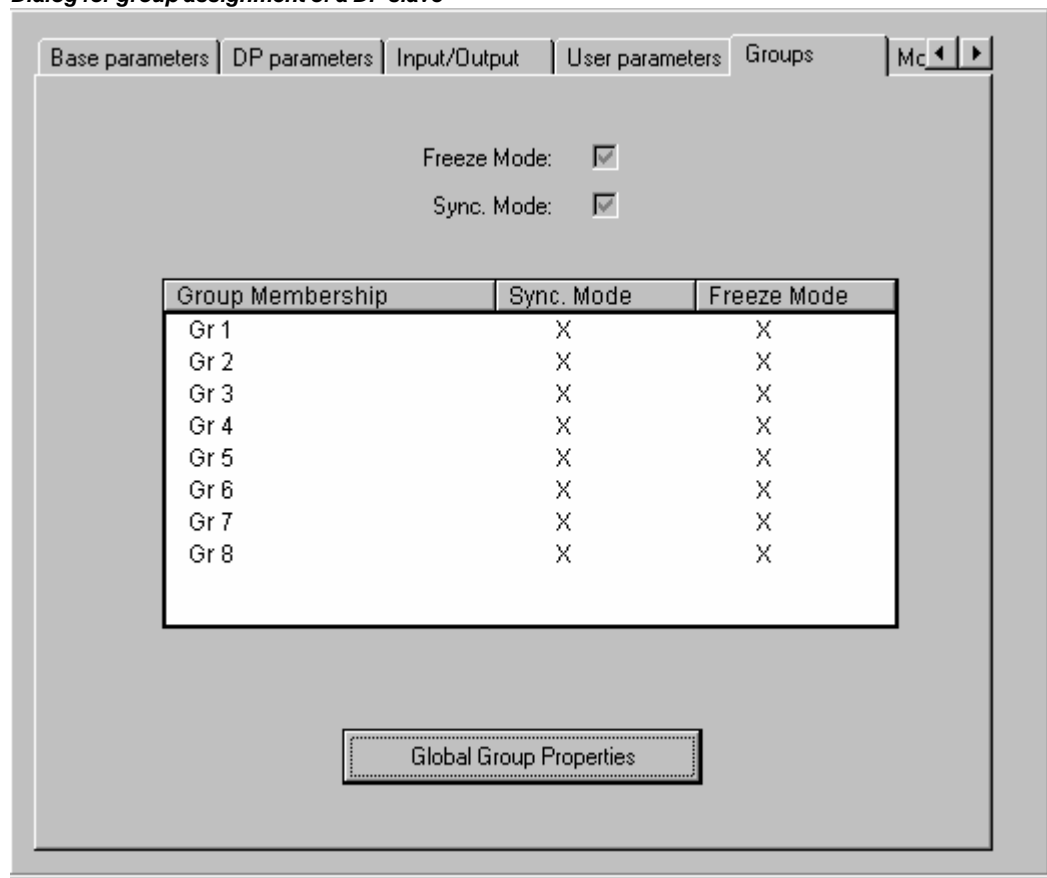 Dialog for group assignment of a DP slave
Base parameters DP parameters Input/Output User parameters Groups
Freeze Mode:
Sync. Mode:
Group Membership Sync. Mode Freeze Mode
Gr 1 X X
Gr 2 X X
Gr 3 X X
Gr 4 X X
Gr 5 X X
Gr 6 X X
Gr 7 X X
Gr 8 X X
Global Group Properties